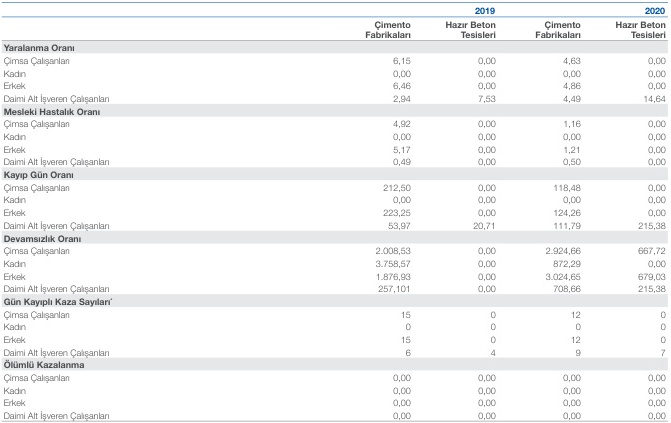 2019 2020
Çimento Fabrikaları Hazır Beton Tesisleri Çimento Fabrikaları Hazır Beton Tesisleri
Yaralanma Oranı
Çimsa Çalışanları 6,15 0,00 4,63 0,00
Kadın 0,00 0,00 0,00 0,00
Erkek 6,46 0,00 4,86 0,00
Daimi Alt İşveren Çalışanları 2,94 7,53 4,49 14,64
Mesleki Hastalık Oranı
Çimsa Çalışanları 4,92 0,00 1,16 0,00
Kadın 0,00 0,00 0,00 0,00
Erkek 5,17 0,00 1,21 0,00
Daimi Alt İşveren Çalışanları 0,49 0,00 0,50 0,00
Kayıp Gün Oranı
Çimsa Çalışanları 212,50 0,00 118,48 0,00
Kadın 0,00 0,00 0,00 0,00
Erkek 223,25 0,00 124,26 0,00
Daimi Alt İşveren Çalışanları 53,97 20,71 111,79 215,38
Devamsızlık Oranı
Çimsa Çalışanları 2.008,53 0,00 2.924,66 667,72
Kadın 3.758,57 0,00 872,29 0,00
Erkek 1.876,93 0,00 3.024,65 679,03
Daimi Alt İşveren Çalışanları 257,101 0,00 708,66 215,38
Gün Kayıplı Kaza Sayıları*
Çimsa Çalışanları 15 0 12 0
Kadın 0 0 0 0
Erkek 15 0 12 0
Daimi Alt İşveren Çalışanları 6 4 9 7
Ölümlü Kazalanma
Çimsa Çalışanları 0,00 0,00 0,00 0,00
Kadın 0,00 0,00 0,00 0,00
Erkek 0,00 0,00 0,00 0,00
Daimi Alt İşveren Çalışanları 0,00 0,00 0,00 0,00